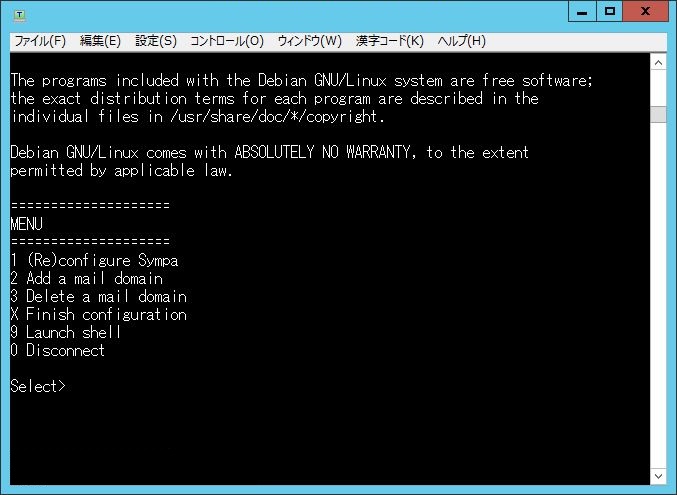 ファイル(F) 編集(E) 設定(S) コントロール(O) ウィンドウ(W) 漢字コード(K) ヘルプ(H)
The programs included with the Debian GNU/Linux system are free software;
the exact distribution terms for each program are described in the
individual files in /usr/share/doc/*/copyright.
Debian GNU/Linux comes with ABSOLUTELY NO WARRANTY, to the extent
permitted by applicable law.
====================
MENU
====================
1 (Re)configure Sympa
2 Add a mail domain
3 Delete a mail domain
X Finish configuration
9 Launch shell
0 Disconnect
Select>